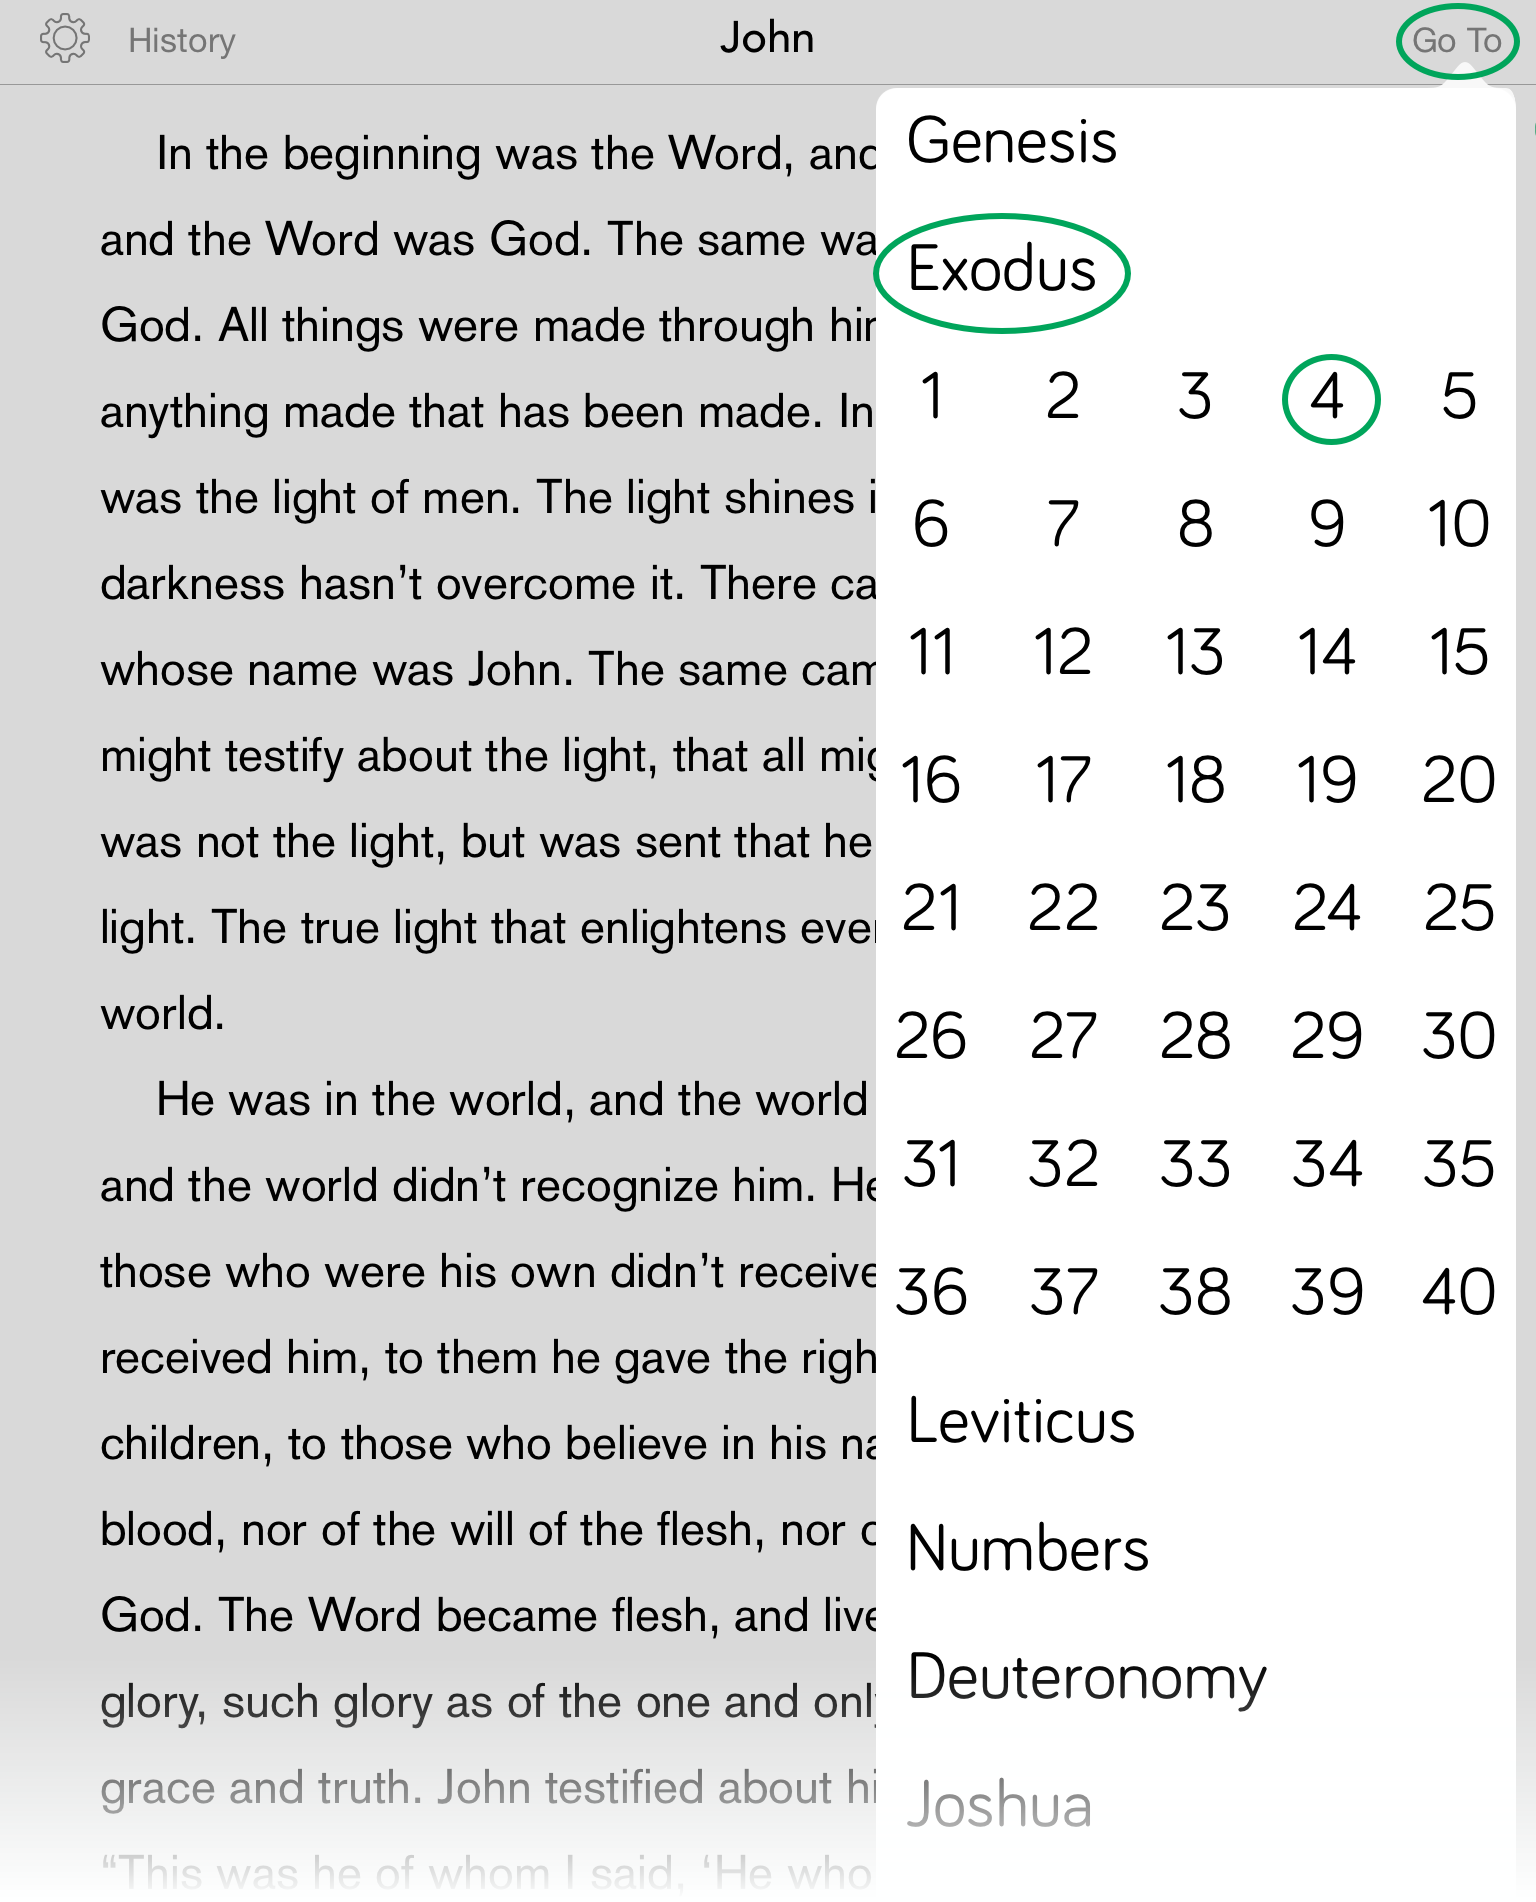 History
John
Go To
In the beginning was the Word, and
and the Word was God. The same wa
God. All things were made through hi
anything made that has been made. In
was the light of men. The light shines i
darkness hasn’t overcome it. There ca
whose name was John. The same cam
might testify about the light, that all mig
was not the light, but was sent that he
light. The true light that enlightens ever
world.
He was in the world, and the world
and the world didn’t recognize him. He
those who were his own didn’t receive
received him, to them he gave the righ
children, to those who believe in his na
blood, nor of the will of the flesh, nor o
God. The Word became flesh, and live
glory, such glory as of the one and only
grace and truth. John testified about hi
“This was he of whom I said, ‘He who
Genesis
Exodus
1 2 3 4 5
6 7 8 9 10
11 12 13 14 15
16 17 18 19 20
21 22 23 24 25
26 27 28 29 30
31 32 33 34 35
36 37 38 39 40
Leviticus
Numbers
Deuteronomy
Joshua